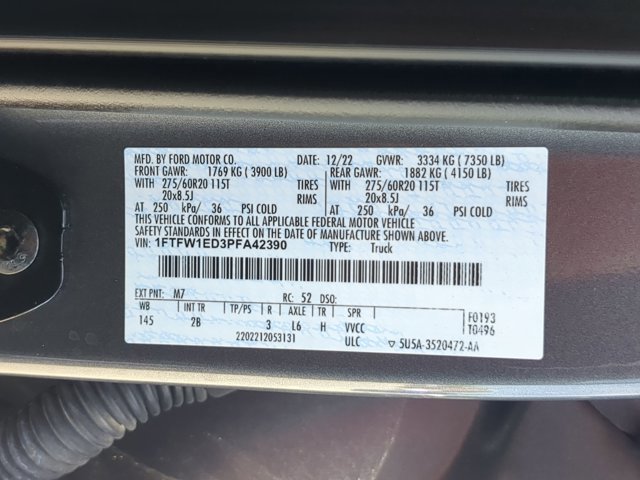 MFD. BY FORD MOTOR CO. DATE: 12/22 GVWR: 3334 KG ( 7350 LB)
FRONT GAWR: 1769 KG ( 3900 LB) REAR GAWR: 1882 KG ( 4150 LB)
WITH 275/60R20 115T TIRES WITH 275/60R20 115T TIRES
20x8.5J RIMS 20x8.5J RIMS
AT 250 kPa/ 36 PSI COLD AT 250 kPa/ 36 PSI COLD
THIS VEHICLE CONFORMS TO ALL APPLICABLE FEDERAL MOTOR VEHICLE
SAFETY STANDARDS IN EFFECT ON THE DATE OF MANUFACTURE SHOWN ABOVE.
VIN: 1FTFW1ED3PFA42390 TYPE: Truck
EXT PNT: M7 RC: 52 DSO:
WB INT TR TP/PS R AXLE TR SPR F0193
145 2B 3 L6 H VVCC T0496
2202212053131 ULC ▽ 5U5A-3520472-AA